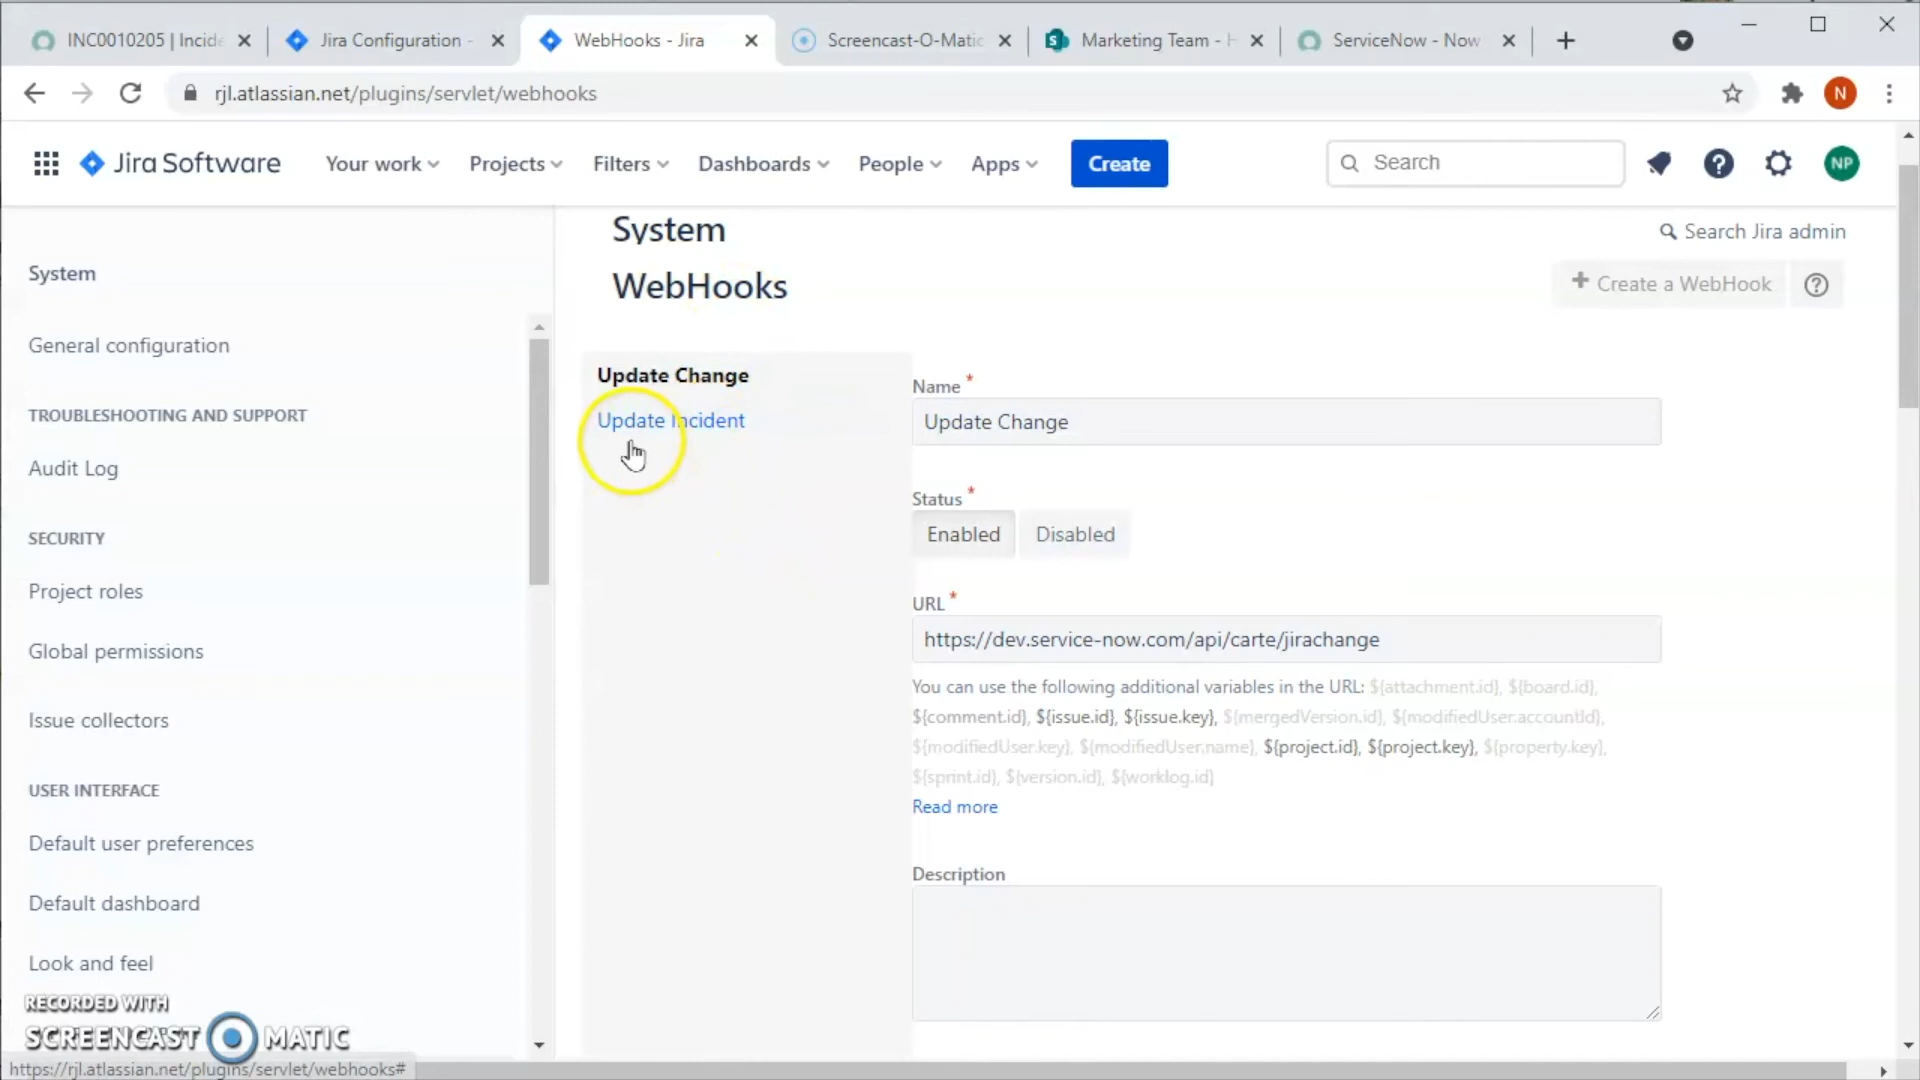 INC0010205 | Incide
Jira Configuration -
WebHooks - Jira
Screencast-O-Matic
Marketing Team - H
ServiceNow - Now
rjl.atlassian.net/plugins/servlet/webhooks
N
Jira Software
Your work
Projects
Filters
Dashboards
People
Apps
Create
Search
NP
System
Search Jira admin
WebHooks
+ Create a WebHook
System
General configuration
TROUBLESHOOTING AND SUPPORT
Audit Log
SECURITY
Project roles
Global permissions
Issue collectors
USER INTERFACE
Default user preferences
Default dashboard
Look and feel
Update Change
Update Incident
Name *
Update Change
Status *
Enabled
Disabled
URL *
https://dev.service-now.com/api/carte/jirachange
You can use the following additional variables in the URL: ${attachment.id}, ${board.id},
${comment.id}, ${issue.id}, ${issue.key}, ${mergedVersion.id}, ${modifiedUser.accountId},
${modifiedUser.key}, ${modifiedUser.name}, ${project.id}, ${project.key}, ${property.key},
${sprint.id}, ${version.id}, ${worklog.id}
Read more
Description
RECORDED WITH
SCREENCAST MATIC
https://rjl.atlassian.net/plugins/servlet/webhooks#